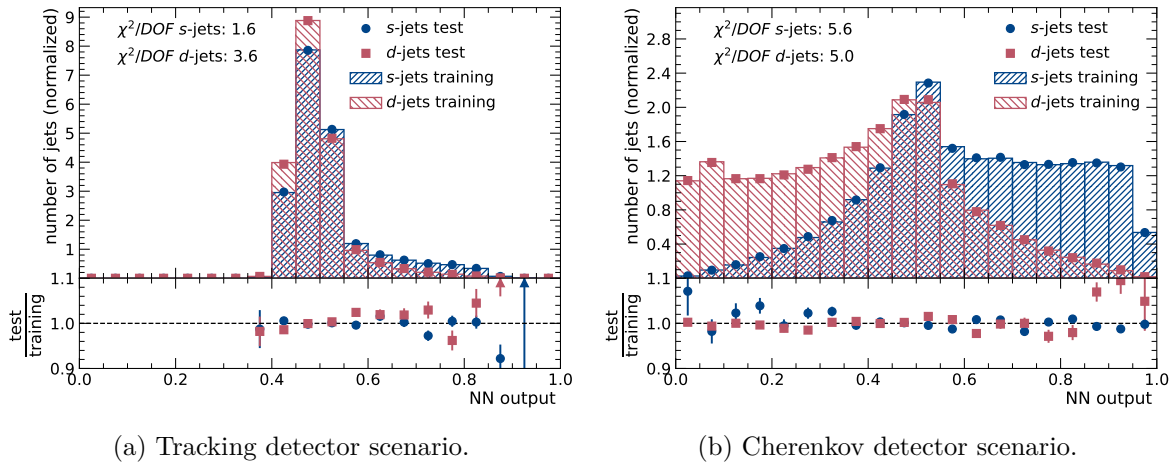 χ²/DOF s-jets: 1.6
χ²/DOF d-jets: 3.6
s-jets test
d-jets test
s-jets training
d-jets training
number of jets (normalized)
9
8
7
6
5
4
3
2
1
1.1
1.0
0.9
test
training
0.0
0.2
0.4
0.6
0.8
1.0
NN output
(a) Tracking detector scenario.
χ²/DOF s-jets: 5.6
χ²/DOF d-jets: 5.0
s-jets test
d-jets test
s-jets training
d-jets training
number of jets (normalized)
2.8
2.4
2.0
1.6
1.2
0.8
0.4
1.1
1.0
0.9
test
training
0.0
0.2
0.4
0.6
0.8
1.0
NN output
(b) Cherenkov detector scenario.